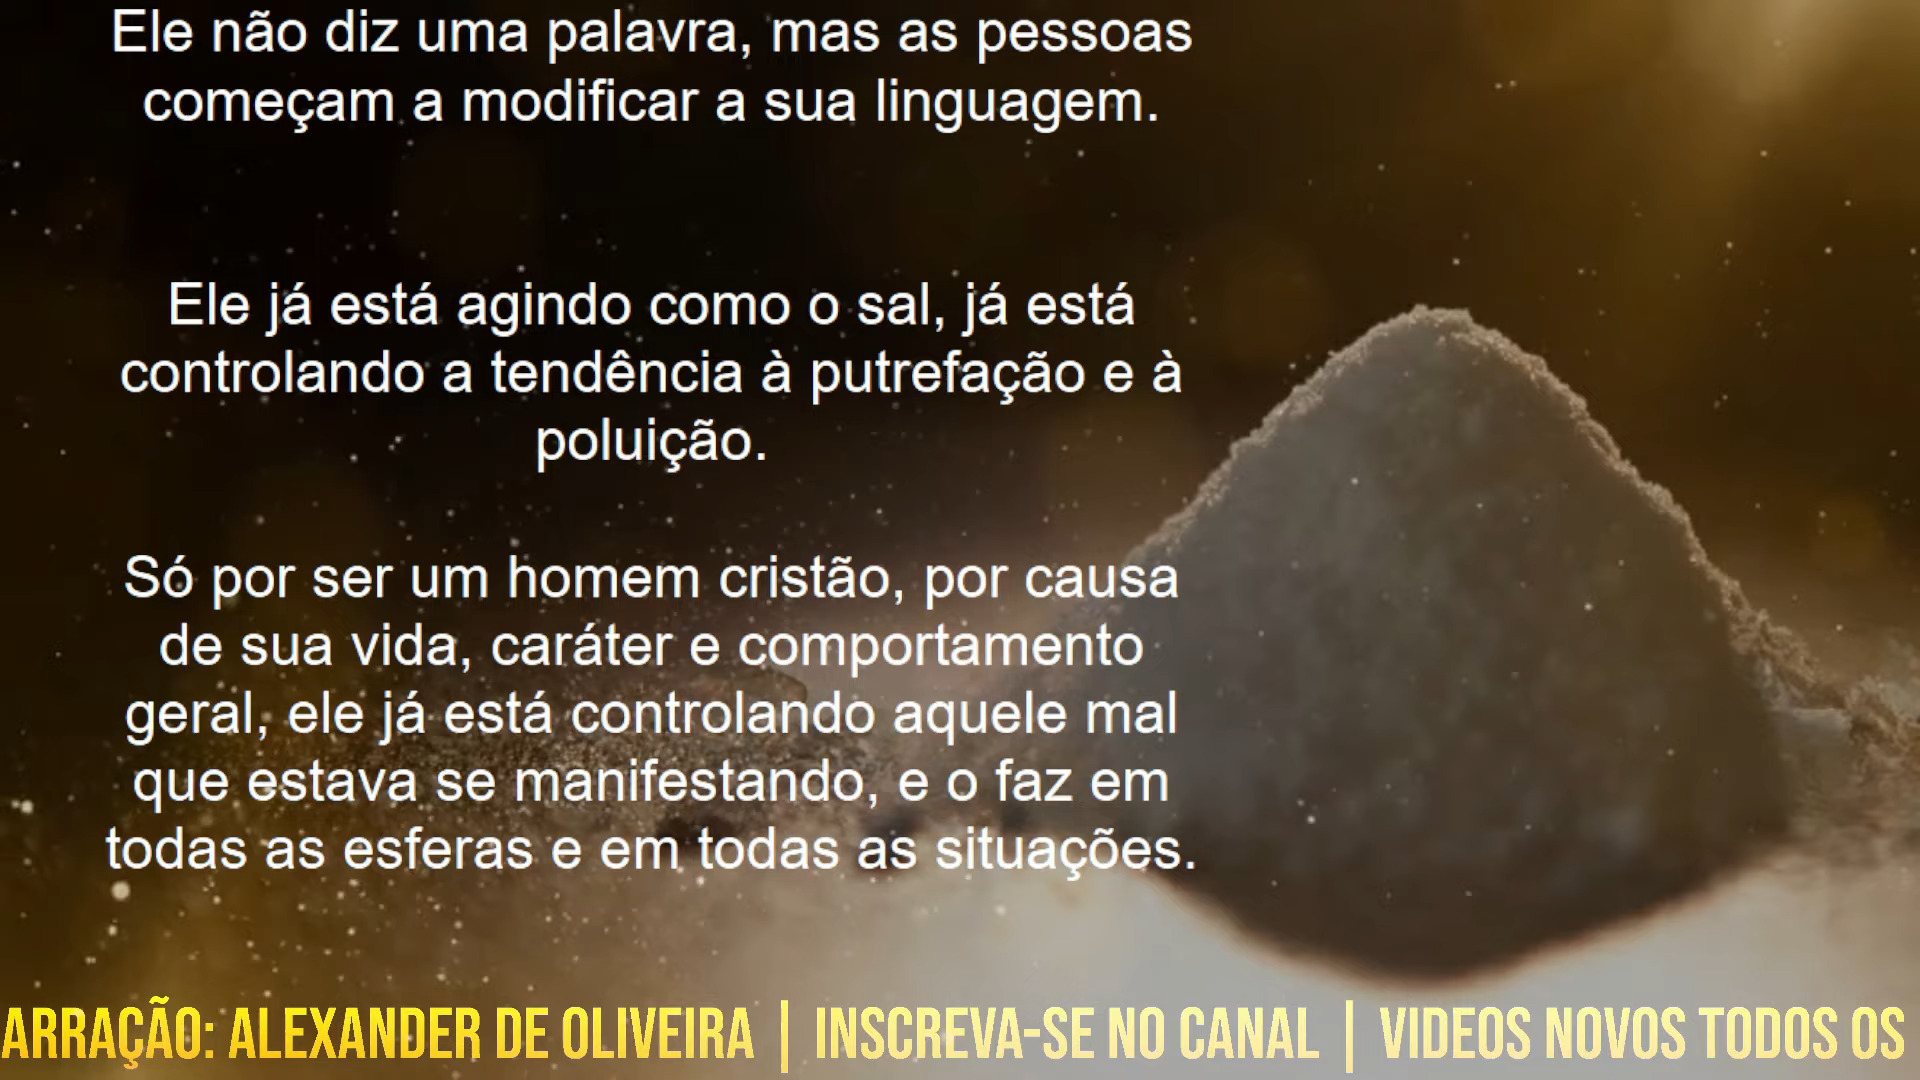 Ele não diz uma palavra, mas as pessoas
começam a modificar a sua linguagem.
Ele já está agindo como o sal, já está
controlando a tendência à putrefação e à
poluição.
Só por ser um homem cristão, por causa
de sua vida, caráter e comportamento
geral, ele já está controlando aquele mal
que estava se manifestando, e o faz em
todas as esferas e em todas as situações.
ARRAÇÃO: ALEXANDER DE OLIVEIRA | INSCREVA-SE NO CANAL | VIDEOS NOVOS TODOS OS